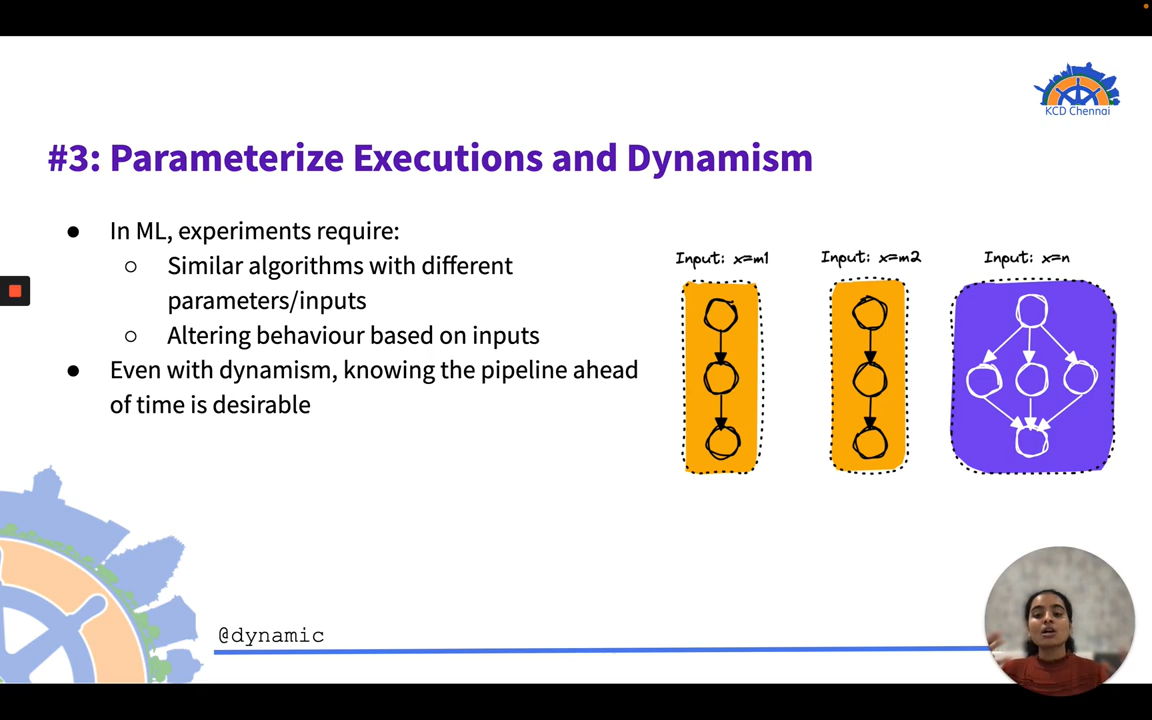 KCD Chennai
#3: Parameterize Executions and Dynamism
● In ML, experiments require:
○ Similar algorithms with different
parameters/inputs
○ Altering behaviour based on inputs
● Even with dynamism, knowing the pipeline ahead
of time is desirable
Input: x=m1
Input: x=m2
Input: x=n
@dynamic